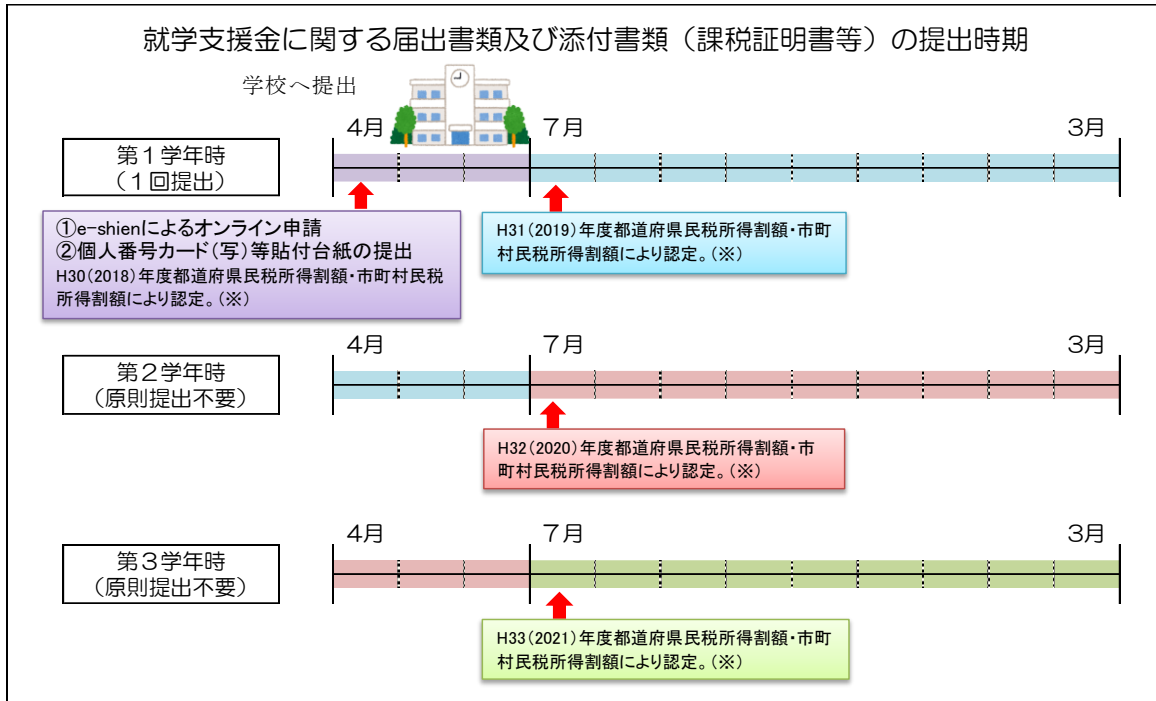 就学支援金に関する届出書類及び添付書類（課税証明書等）の提出時期
学校へ提出
4月
7月
3月
第１学年時
（１回提出）
①e-shienによるオンライン申請
②個人番号カード（写）等貼付台紙の提出
H30（2018）年度都道府県民税所得割額・市町村民税
所得割額により認定。（※）
H31（2019）年度都道府県民税所得割額・市町
村民税所得割額により認定。（※）
4月
7月
3月
第２学年時
（原則提出不要）
H32（2020）年度都道府県民税所得割額・市
町村民税所得割額により認定。（※）
4月
7月
3月
第３学年時
（原則提出不要）
H33（2021）年度都道府県民税所得割額・市町
村民税所得割額により認定。（※）